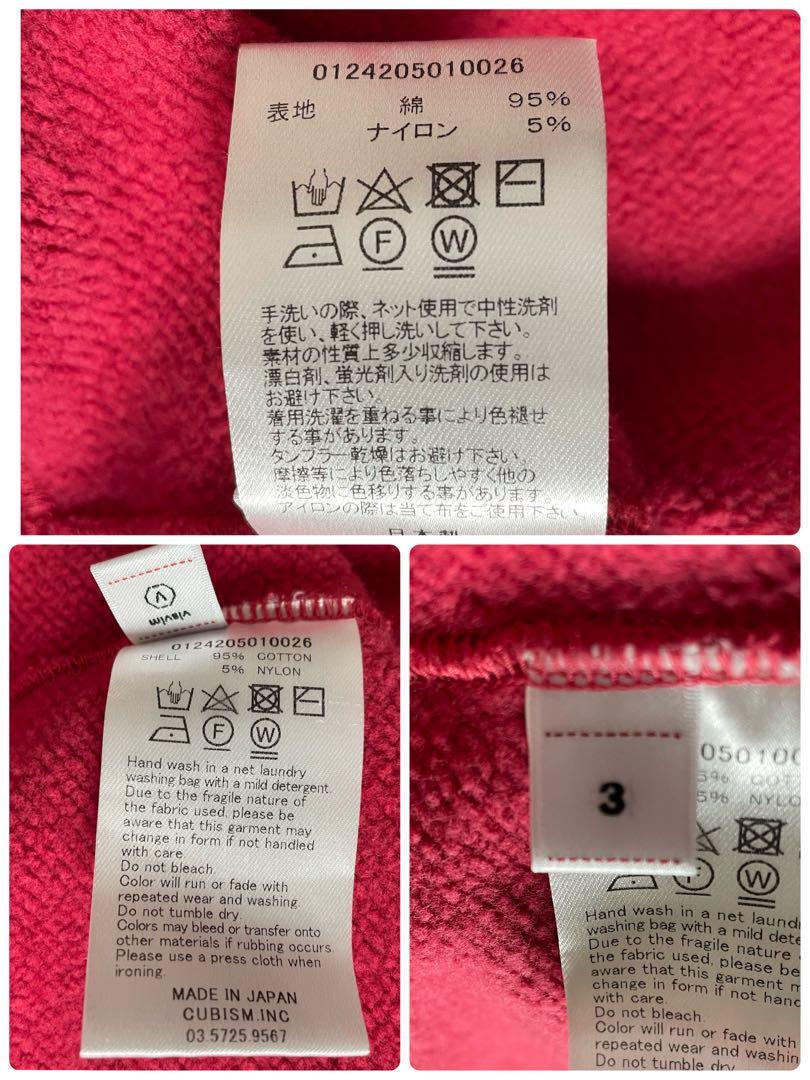 0124205010026
表地 綿 95%
ナイロン 5%
F W
手洗いの際、ネット使用で中性洗剤
を使い、軽く押し洗いして下さい。
素材の性質上多少収縮します。
漂白剤、蛍光剤入り洗剤の使用は
お避け下さい。
着用洗濯を重ねる事により色褪せ
する事があります。
タンブラー乾燥はお避け下さい。
摩擦等により色落ちしやすく他の
淡色物に色移りする事があります。
アイロンの際は当て布をご使用下さい
日本製
V
visvim
0124205010026
SHELL 95% COTTON
5% NYLON
F W
Hand wash in a net laundry
washing bag with a mild detergent.
Due to the fragile nature of
the fabric used, please be
aware that this garment may
change in form if not handled
with care
Do not bleach.
Color will run or fade with
repeated wear and washing.
Do not tumble dry.
Colors may bleed or transfer onto
other materials if rubbing occurs.
Please use a press cloth when
ironing.
MADE IN JAPAN
CUBISM.INC
03.5725.9567
3
050100
5% COTT
5% NYLO
F W
Hand wash in a net laund
washing bag with a mild dete
Due to the fragile nature
the fabric used, please be
aware that this garment m
change in form if not hanc
with care.
Do not bleach.
Color will run or fade with
repeated wear and washing
Do not tumble dry